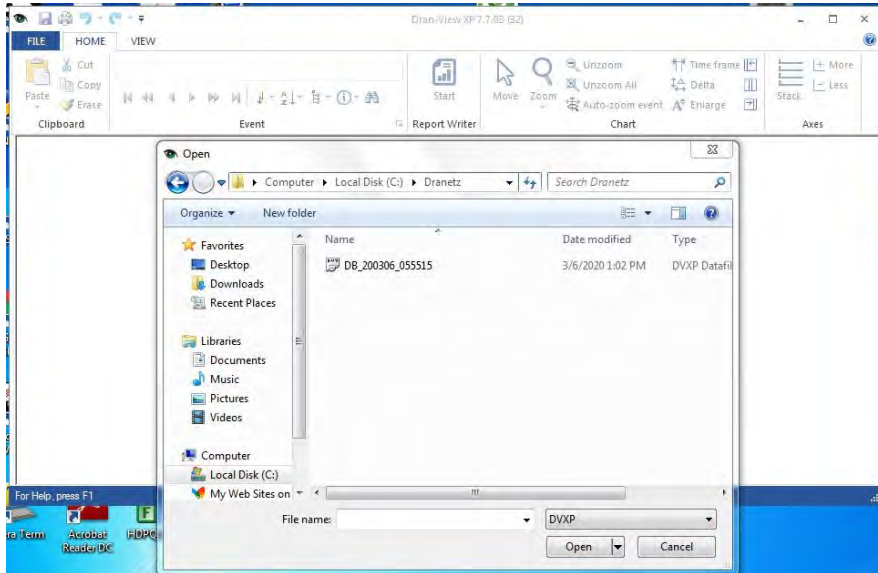 Dran-View XP 7.7.03 (32)
FILE HOME VIEW
Cut
Copy
Paste
Erase
Clipboard
Event
Start
Report Writer
Move
Zoom
Unzoom
Unzoom All
Auto-zoom event
Time frame
Delta
Enlarge
Chart
Stack
More
Less
Axes
Open
Computer Local Disk (C:) Dranetz
Search Dranetz
Organize New folder
Favorites
Desktop
Downloads
Recent Places
Libraries
Documents
Music
Pictures
Videos
Computer
Local Disk (C:)
My Web Sites on
Name Date modified Type
DB_200306_055515 3/6/2020 1:02 PM DVXP Datafil
File name: DVXP
Open Cancel
For Help, press F1
Term
Acrobat
Reader DC